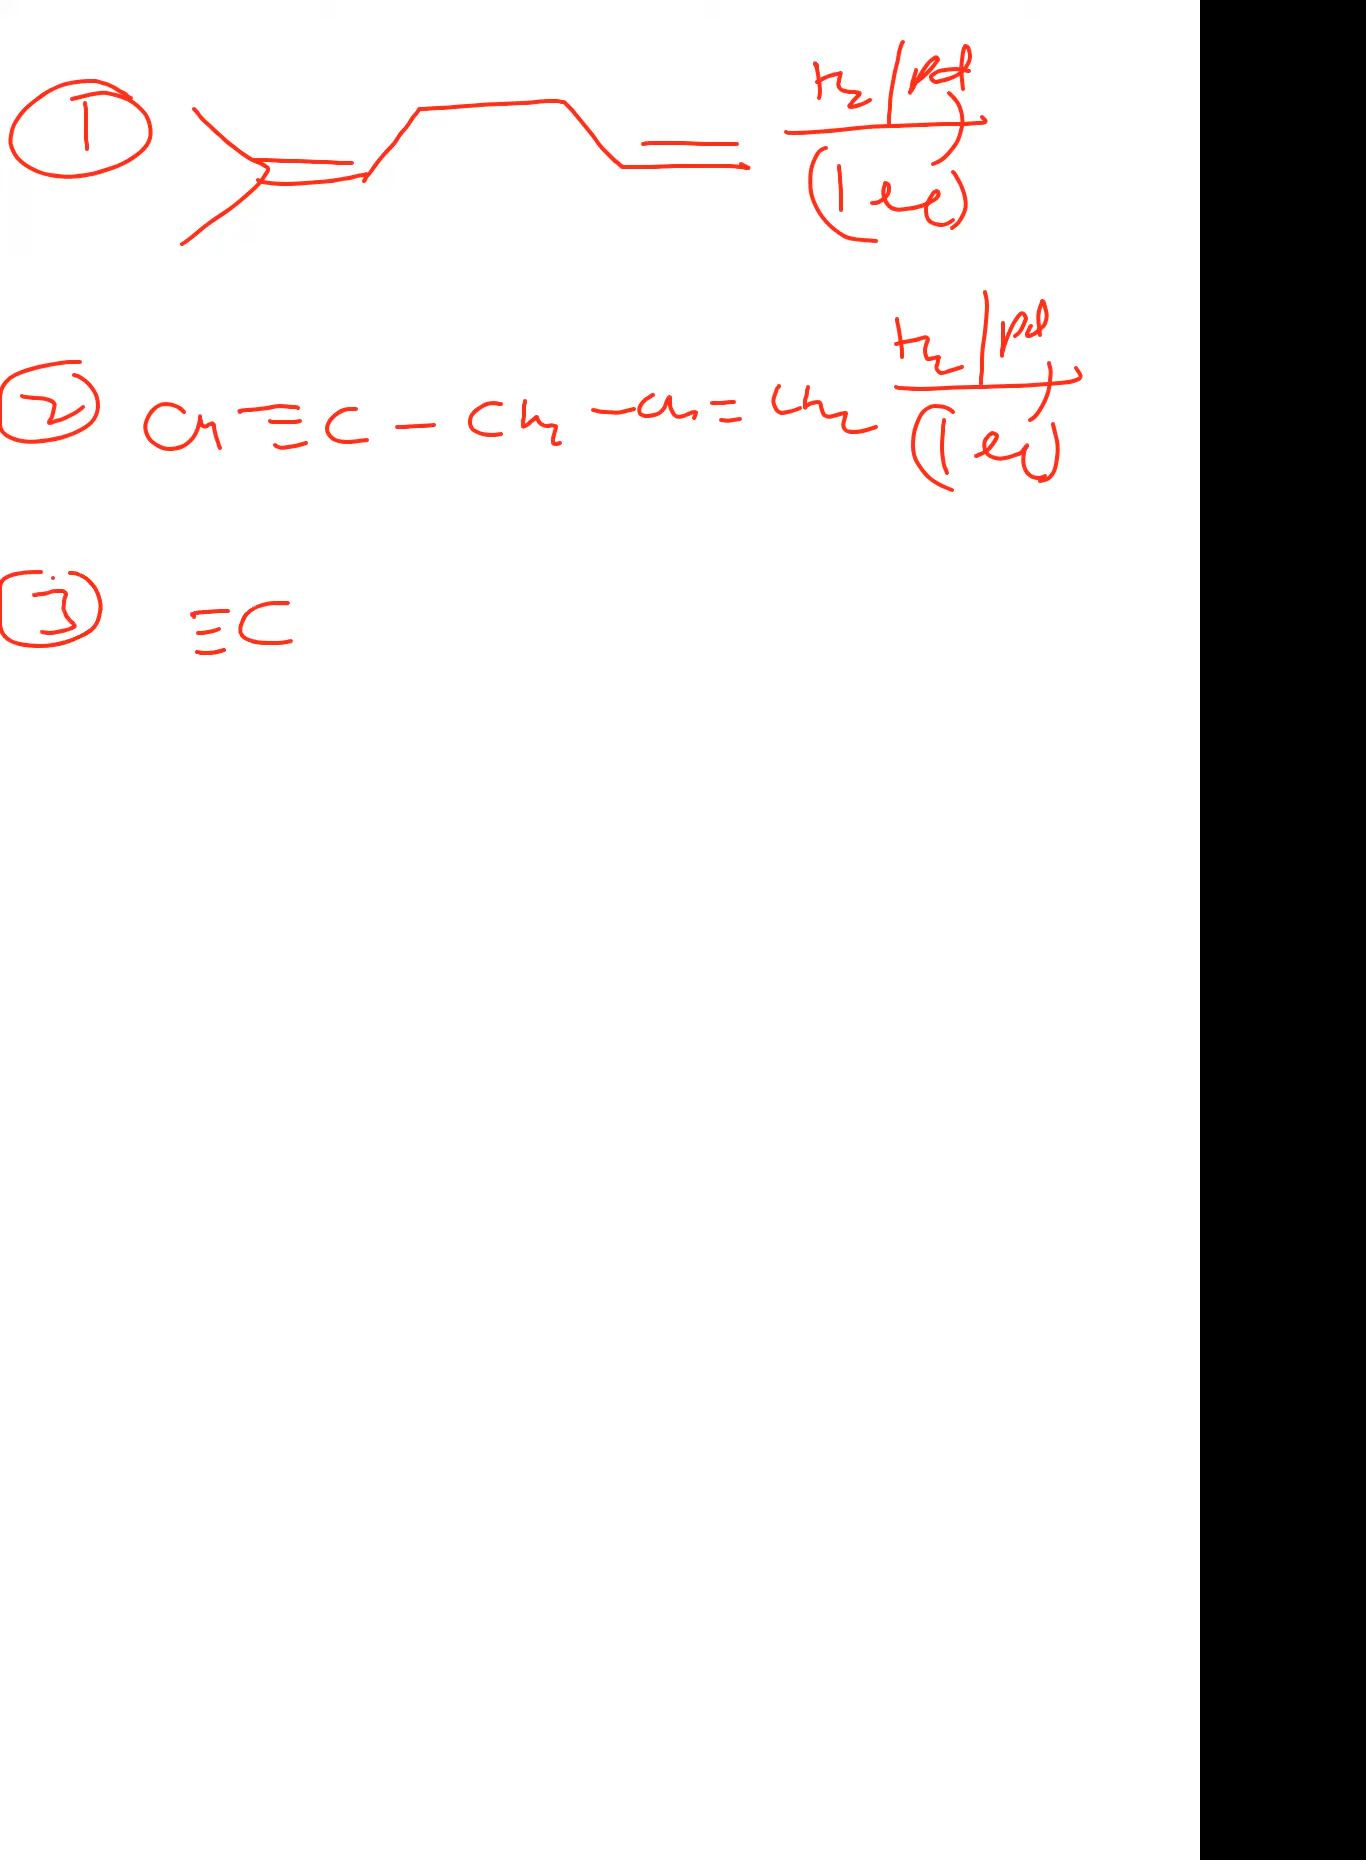 ① H₂/Pd (1 eq)
② CH≡C-CH₂-CH=CH₂ H₂/Pd (1 eq)
③ ≡C